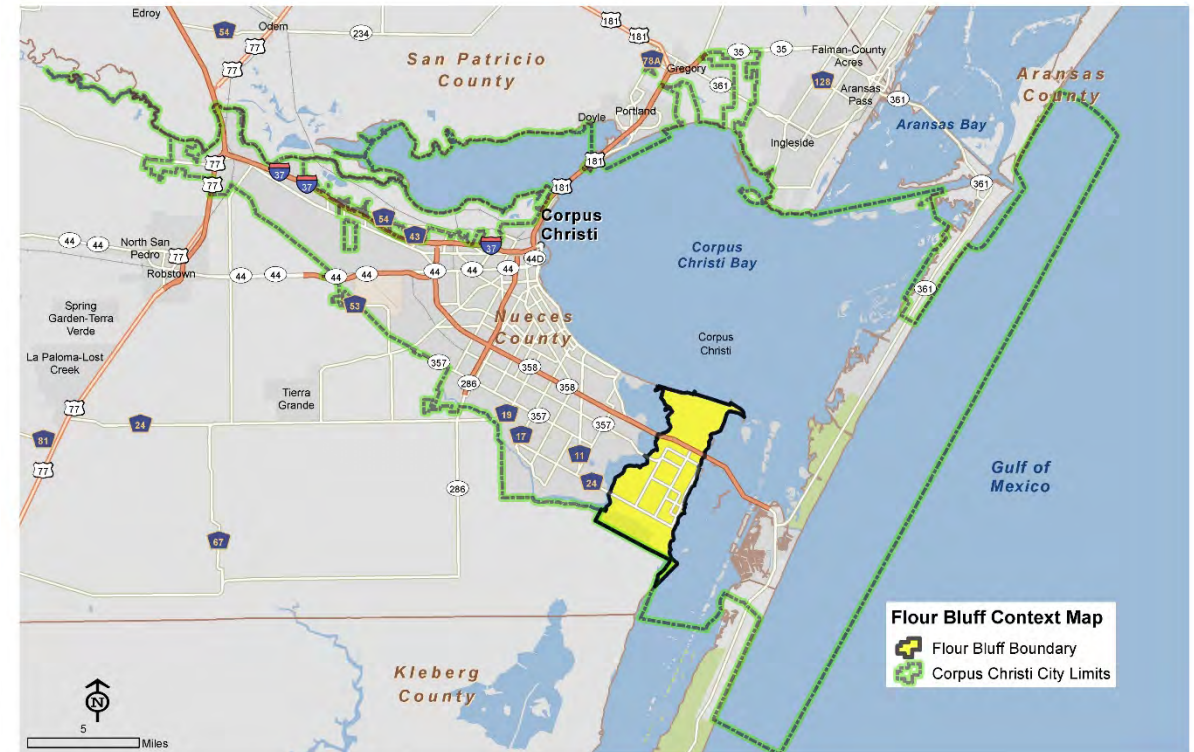 Edroy
Odem
54
77
234
181
San Patricio
County
181
77
78A
Gregory
35
35
Falman-County
Acres
361
128
Aransas
Pass
Aransas
County
361
Portland
Doyle
Aransas Bay
Ingleside
181
77
77
37
37
181
361
54
43
37
Corpus
Christi
44
44
North San
Pedro
77
Robstown
44
44
44
44
44
44
44
44D
Corpus
Christi Bay
361
53
Spring
Garden-Terra
Verde
Nueces
County
Corpus
Christi
La Paloma-Lost
Creek
357
358
358
286
Tierra
Grande
77
24
19
357
357
17
81
77
11
24
286
Gulf of
Mexico
67
Flour Bluff Context Map
Flour Bluff Boundary
Corpus Christi City Limits
Kleberg
County
N
5
Miles